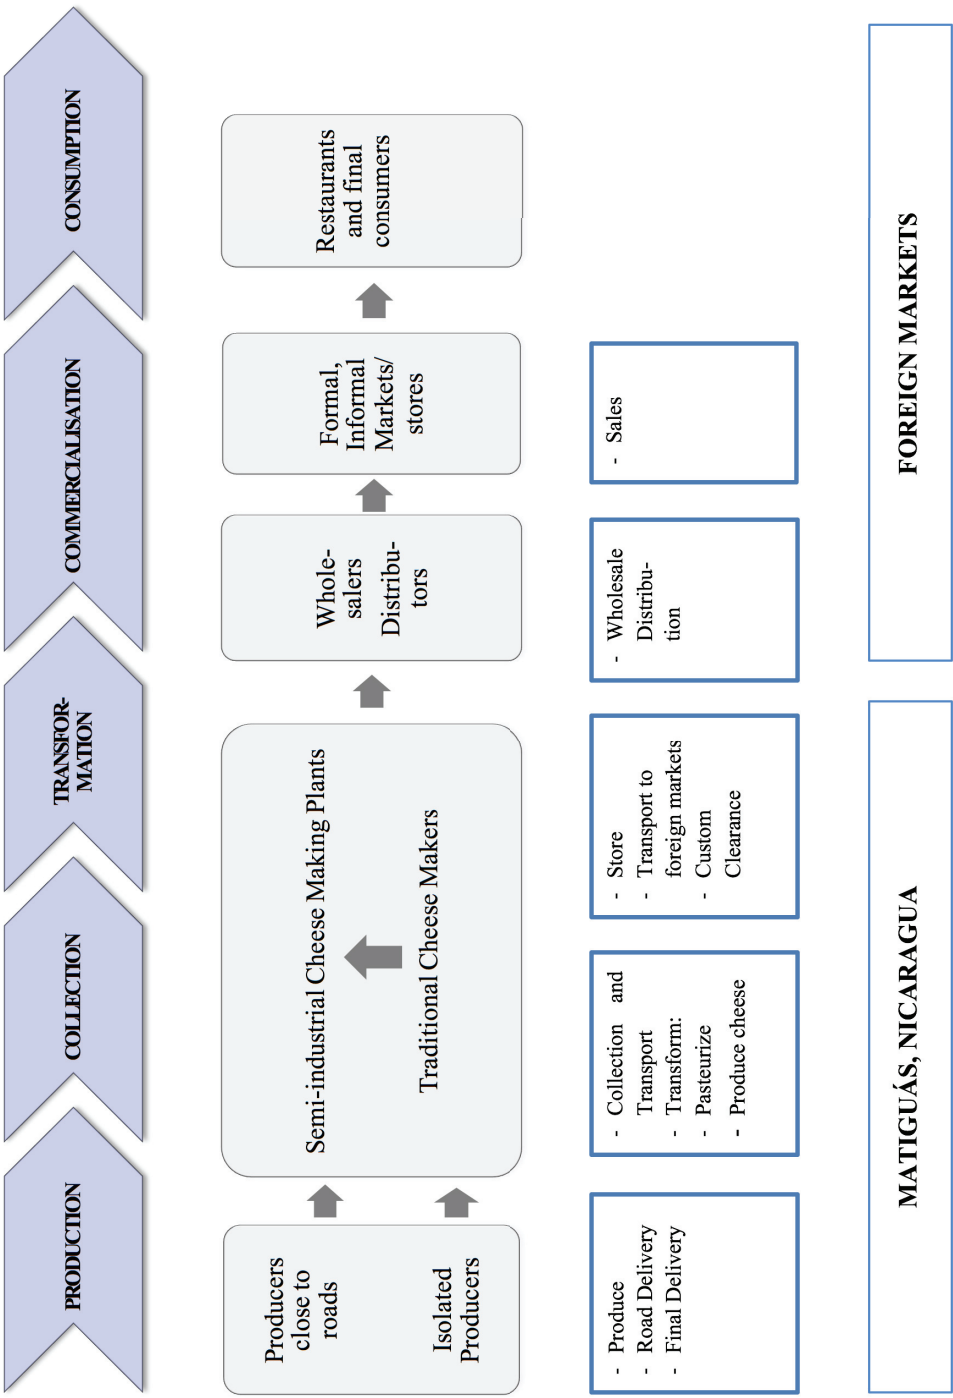 PRODUCTION
COLLECTION
TRANSFOR-
MATION
COMMERCIALISATION
CONSUMPTION
Producers
close to
roads
Isolated
Producers
Semi-industrial Cheese Making Plants
Traditional Cheese Makers
Whole-
salers
Distribu-
tors
Formal,
Informal
Markets/
stores
Restaurants
and final
consumers
- Produce
- Road Delivery
- Final Delivery
- Collection and
Transport
- Transform:
- Pasteurize
- Produce cheese
- Store
- Transport to
foreign markets
- Custom
Clearance
- Wholesale
Distribu-
tion
- Sales
MATIGUÁS, NICARAGUA
FOREIGN MARKETS